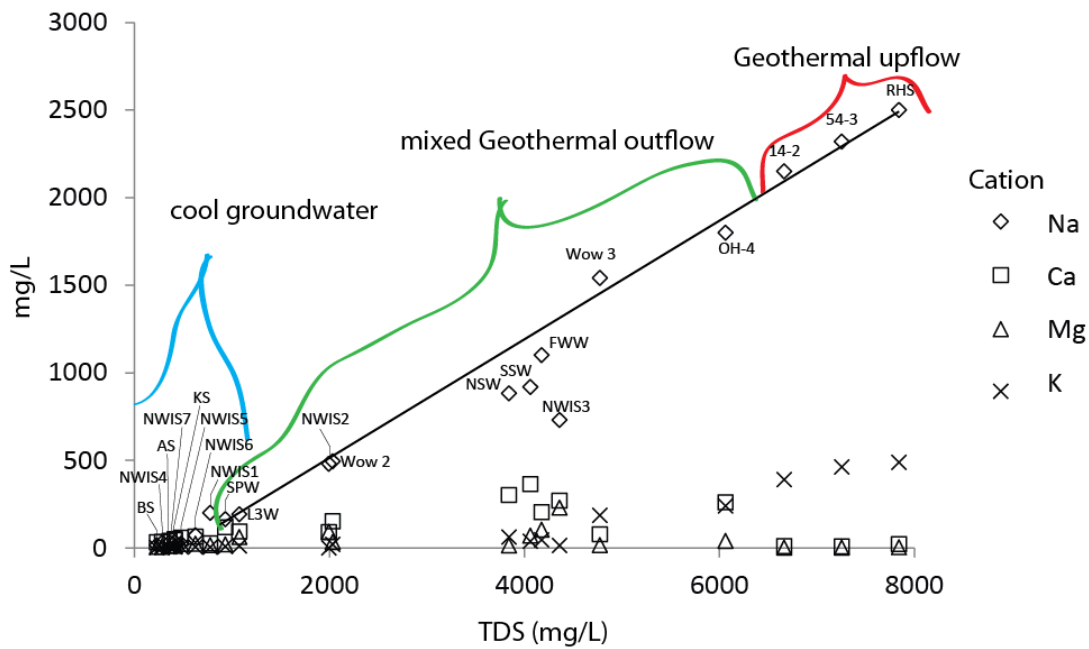 3000
2500
2000
1500
1000
500
0
mg/L
0
2000
4000
6000
8000
TDS (mg/L)
cool groundwater
mixed Geothermal outflow
Geothermal upflow
RHS
54-3
14-2
OH-4
Wow 3
FWW
SSW
NSW
NWIS3
NWIS2
Wow 2
KS
NWIS7
NWIS5
AS
NWIS6
NWIS4
NWIS1
SPW
BS
L3W
Cation
Na
Ca
Mg
K